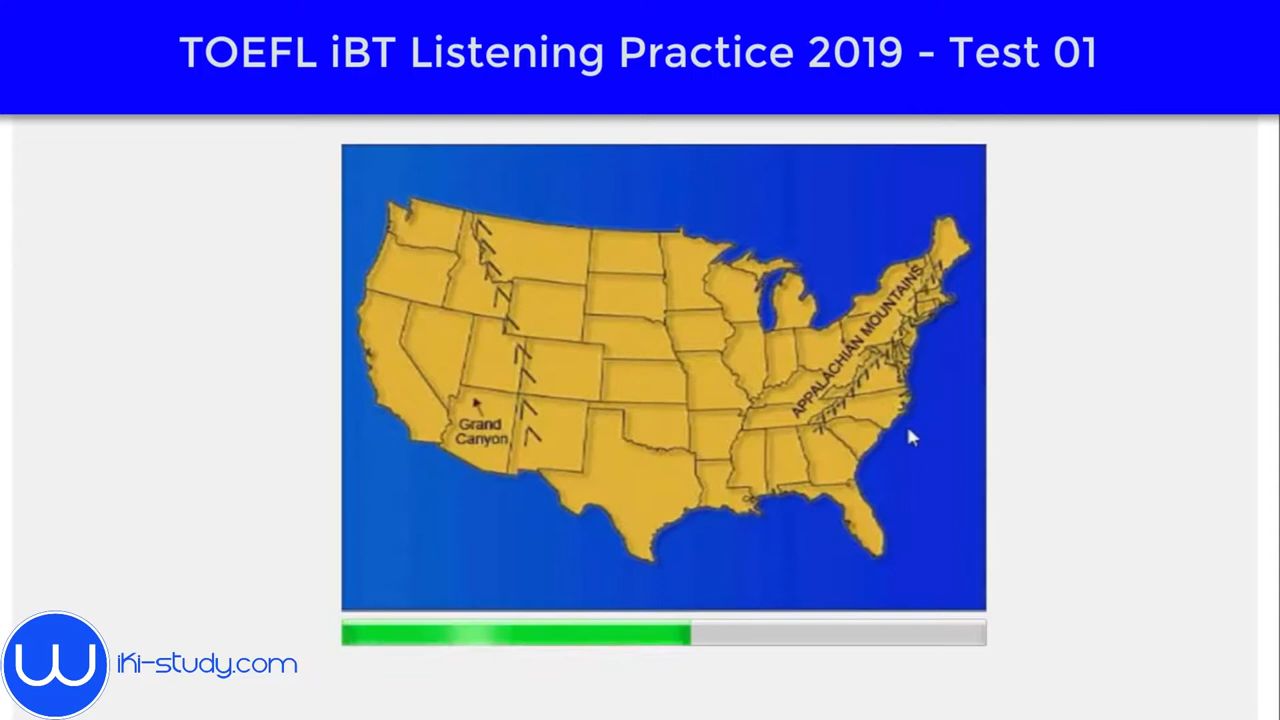 TOEFL iBT Listening Practice 2019 - Test 01
APPALACHIAN MOUNTAINS
Grand
Canyon
W
iki-study.com